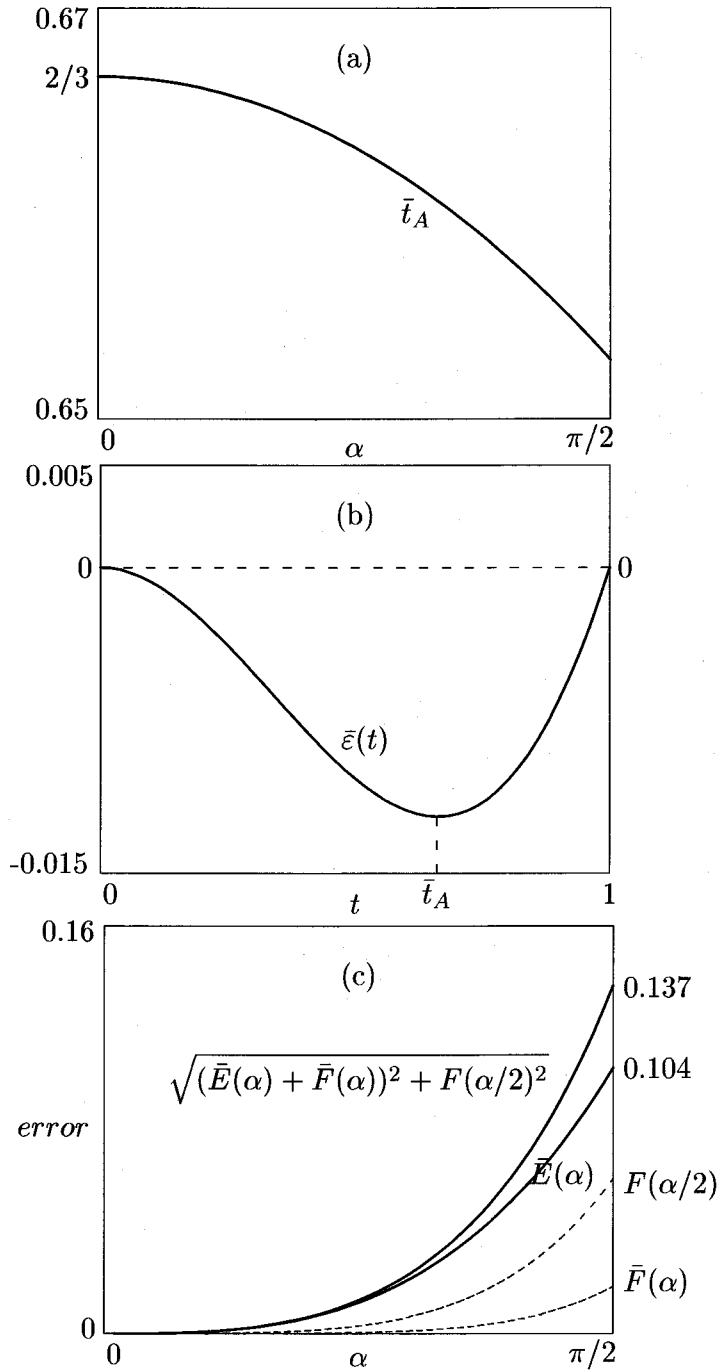 0.67
(a)
2/3
t̄_A
0.65
0
α
π/2
0.005
(b)
0
0
ε̄(t)
-0.015
0
t
t̄_A
1
0.16
(c)
0.137
√((Ē(α) + F̄(α))² + F(α/2)²)
0.104
error
Ē(α)
F(α/2)
F̄(α)
0
0
α
π/2